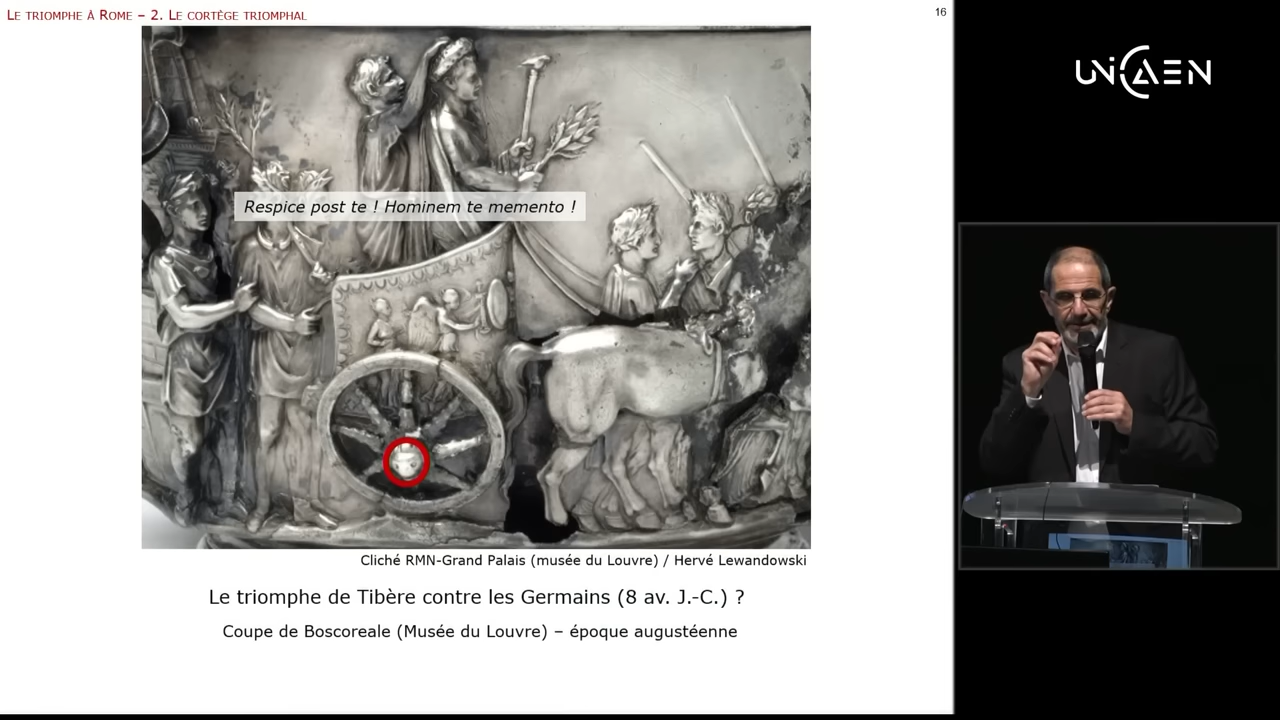 Le triomphe à Rome – 2. Le cortège triomphal
16
UNICAEN
Respice post te ! Hominem te memento !
Cliché RMN-Grand Palais (musée du Louvre) / Hervé Lewandowski
Le triomphe de Tibère contre les Germains (8 av. J.-C.) ?
Coupe de Boscoreale (Musée du Louvre) – époque augustéenne